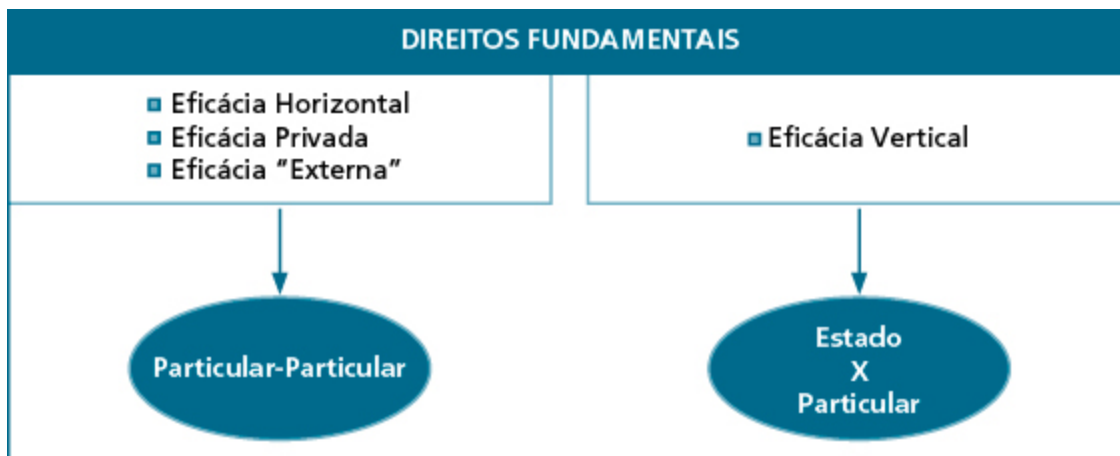 DIREITOS FUNDAMENTAIS
Eficácia Horizontal
Eficácia Privada
Eficácia "Externa"
Eficácia Vertical
Particular-Particular
Estado
X
Particular